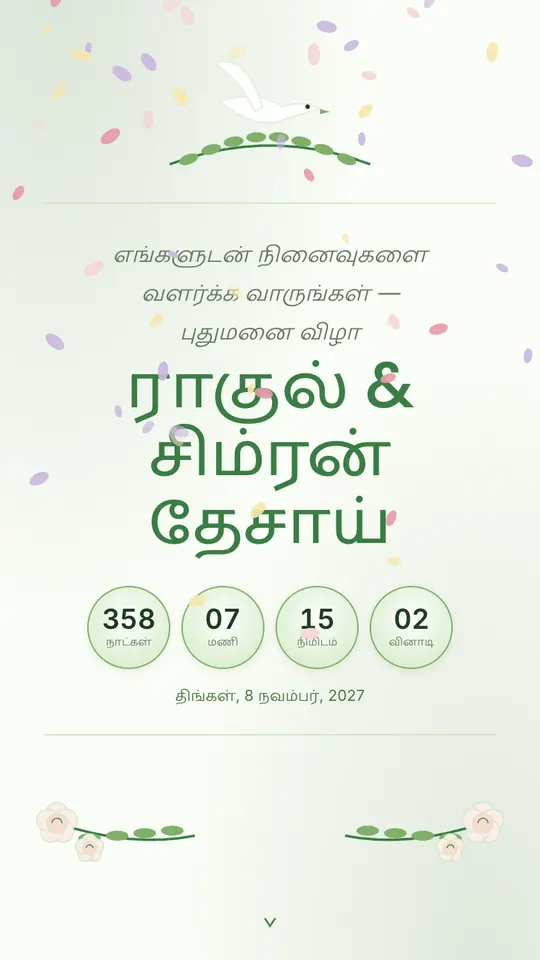 எங்களுடன் நினைவுகளை
வளர்க்க வாருங்கள் —
புதுமனை விழா
ராகுல் &
சிம்ரன்
தேசாய்
358 07 15 02
நாட்கள் மணி நிமிடம் வினாடி
திங்கள், 8 நவம்பர், 2027